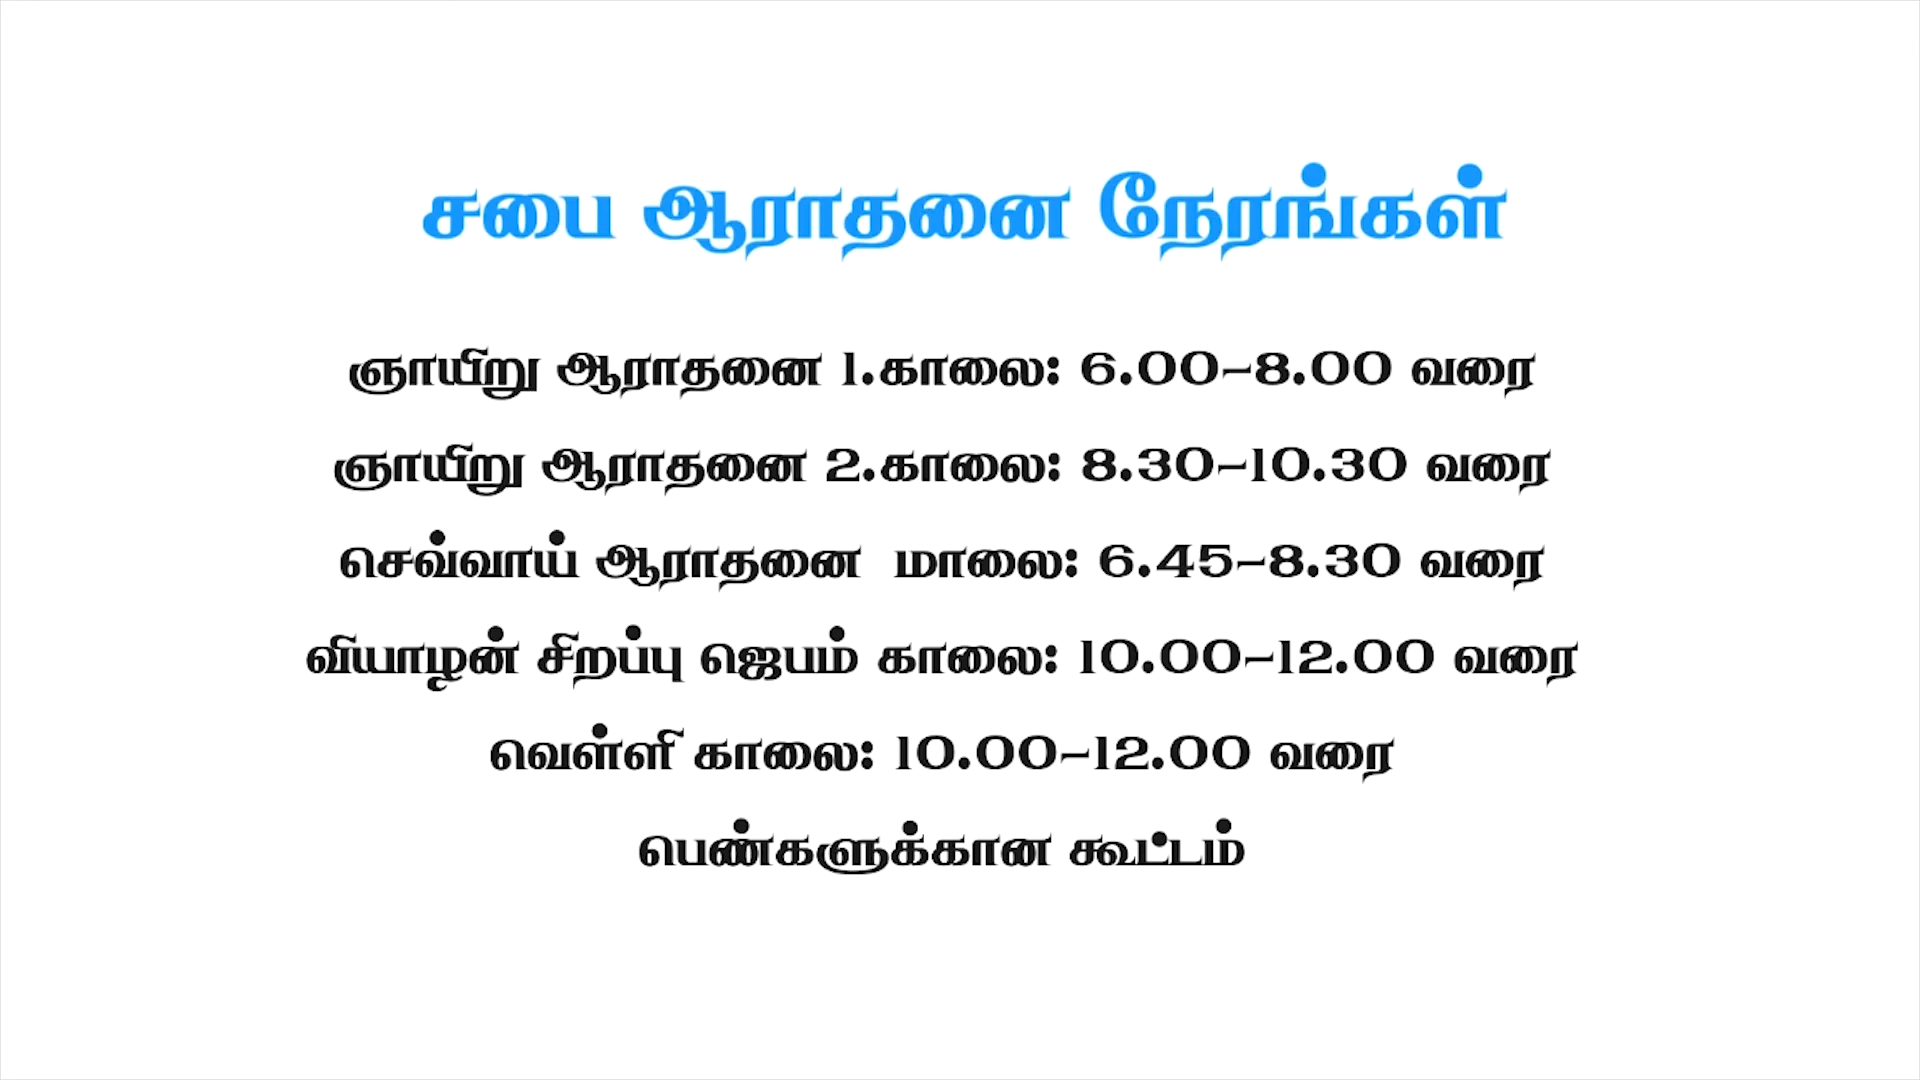 சபை ஆராதனை நேரங்கள்
ஞாயிறு ஆராதனை 1.காலை: 6.00-8.00 வரை
ஞாயிறு ஆராதனை 2.காலை: 8.30-10.30 வரை
செவ்வாய் ஆராதனை மாலை: 6.45-8.30 வரை
வியாழன் சிறப்பு ஜெபம் காலை: 10.00-12.00 வரை
வெள்ளி காலை: 10.00-12.00 வரை
பெண்களுக்கான கூட்டம்